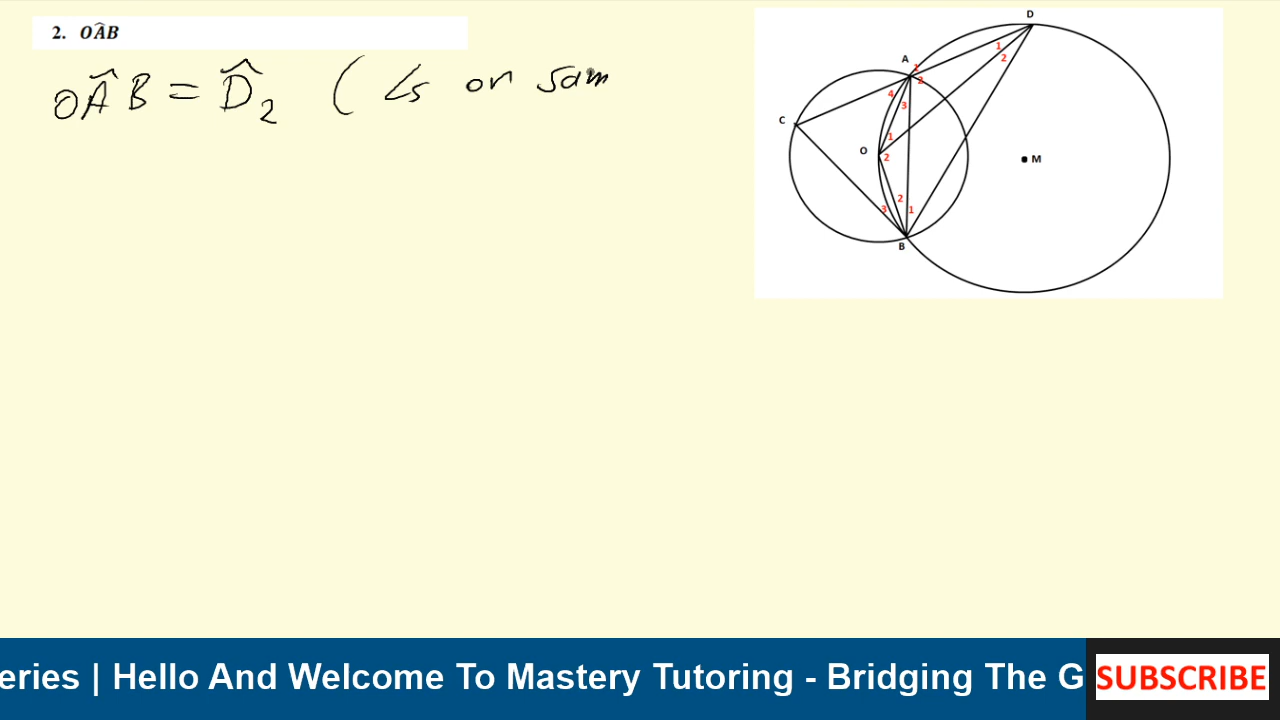 2. OÂB
OÂB = D̂₂ ( ∠s on sam
D
1
2
A
1
2
4
3
C
1
O
2
M
2
3
1
B
eries | Hello And Welcome To Mastery Tutoring - Bridging The G
SUBSCRIBE